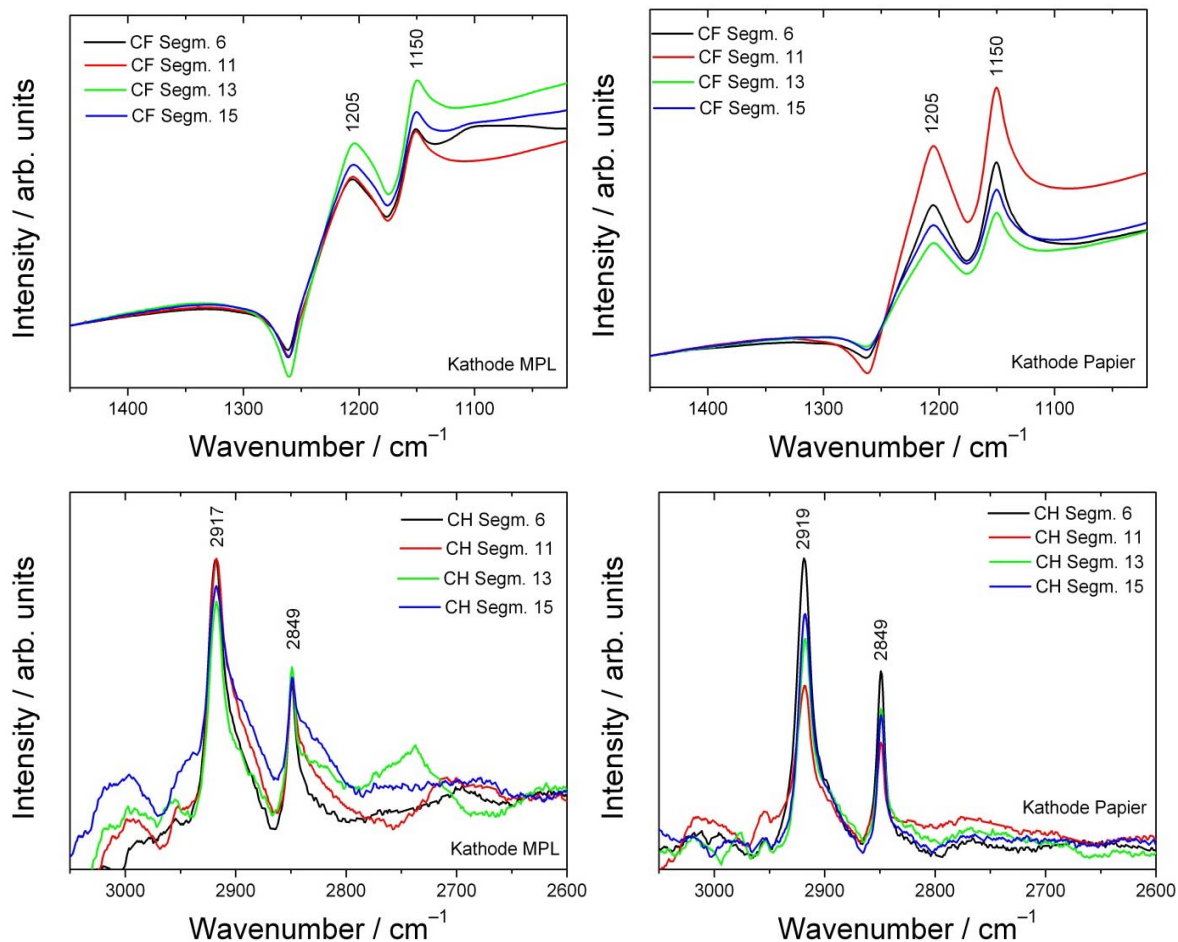 CF Segm. 6
CF Segm. 11
CF Segm. 13
CF Segm. 15
1205
1150
Intensity / arb. units
Kathode MPL
1400 1300 1200 1100
Wavenumber / cm⁻¹
CF Segm. 6
CF Segm. 11
CF Segm. 13
CF Segm. 15
1205
1150
Intensity / arb. units
Kathode Papier
1400 1300 1200 1100
Wavenumber / cm⁻¹
CH Segm. 6
CH Segm. 11
CH Segm. 13
CH Segm. 15
2917
2849
Intensity / arb. units
Kathode MPL
3000 2900 2800 2700 2600
Wavenumber / cm⁻¹
CH Segm. 6
CH Segm. 11
CH Segm. 13
CH Segm. 15
2919
2849
Intensity / arb. units
Kathode Papier
3000 2900 2800 2700 2600
Wavenumber / cm⁻¹